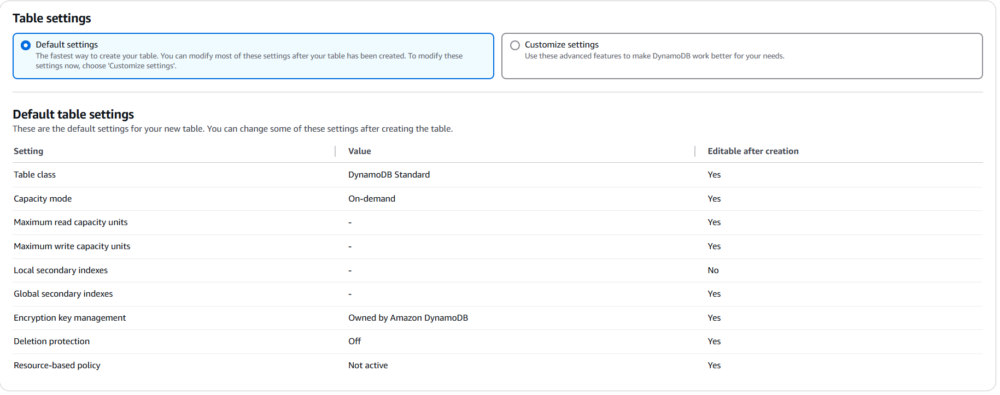 Table settings
Default settings
The fastest way to create your table. You can modify most of these settings after your table has been created. To modify these
settings now, choose 'Customize settings'.
Customize settings
Use these advanced features to make DynamoDB work better for your needs.
Default table settings
These are the default settings for your new table. You can change some of these settings after creating the table.
Setting Value Editable after creation
Table class DynamoDB Standard Yes
Capacity mode On-demand Yes
Maximum read capacity units - Yes
Maximum write capacity units - Yes
Local secondary indexes - No
Global secondary indexes - Yes
Encryption key management Owned by Amazon DynamoDB Yes
Deletion protection Off Yes
Resource-based policy Not active Yes